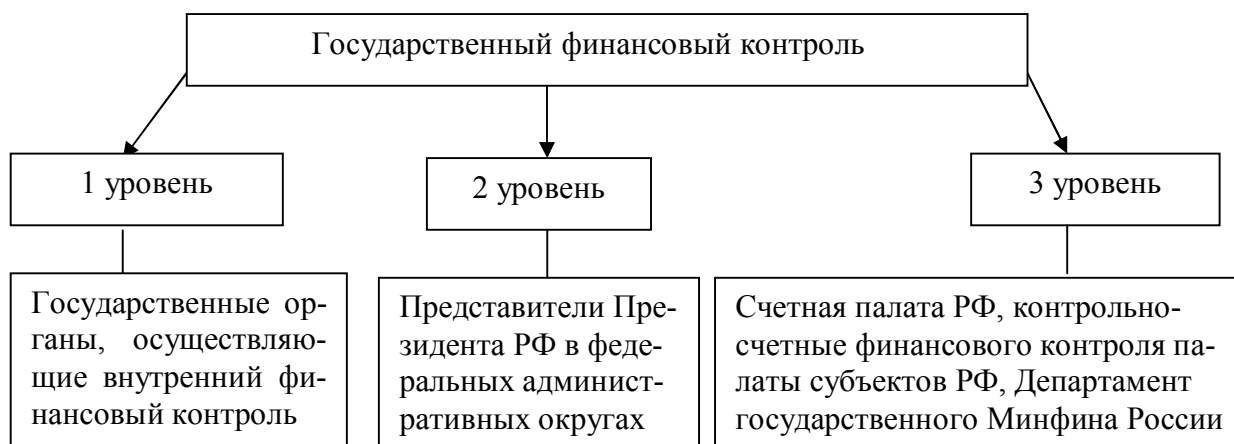 Государственный финансовый контроль
1 уровень
2 уровень
3 уровень
Государственные ор-
ганы, осуществляю-
щие внутренний фи-
нансовый контроль
Представители Пре-
зидента РФ в феде-
ральных админист-
ративных округах
Счетная палата РФ, контрольно-
счетные финансового контроля па-
латы субъектов РФ, Департамент
государственного Минфина России